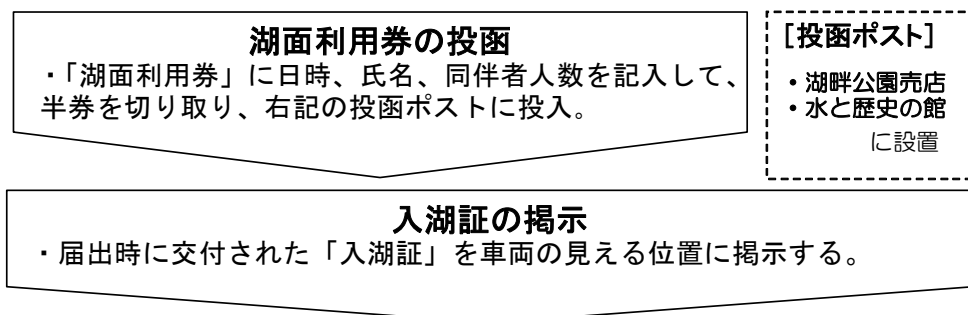 湖面利用券の投函
・「湖面利用券」に日時、氏名、同伴者人数を記入して、
半券を切り取り、右記の投函ポストに投入。
［投函ポスト］
・湖畔公園売店
・水と歴史の館
に設置
入湖証の掲示
・届出時に交付された「入湖証」を車両の見える位置に掲示する。